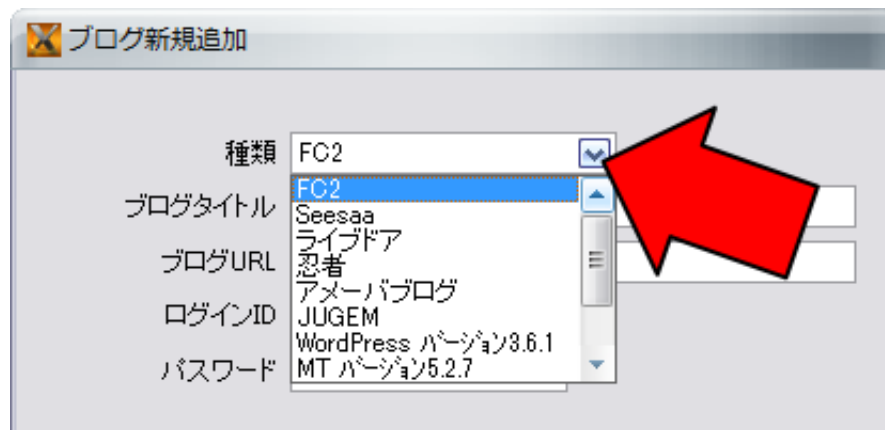 ブログ新規追加
種類 FC2
FC2
ブログタイトル
Seesaa
ライブドア
ブログURL
忍者
アメーバブログ
ログインID
JUGEM
WordPress バージョン3.6.1
パスワード
MT バージョン5.2.7